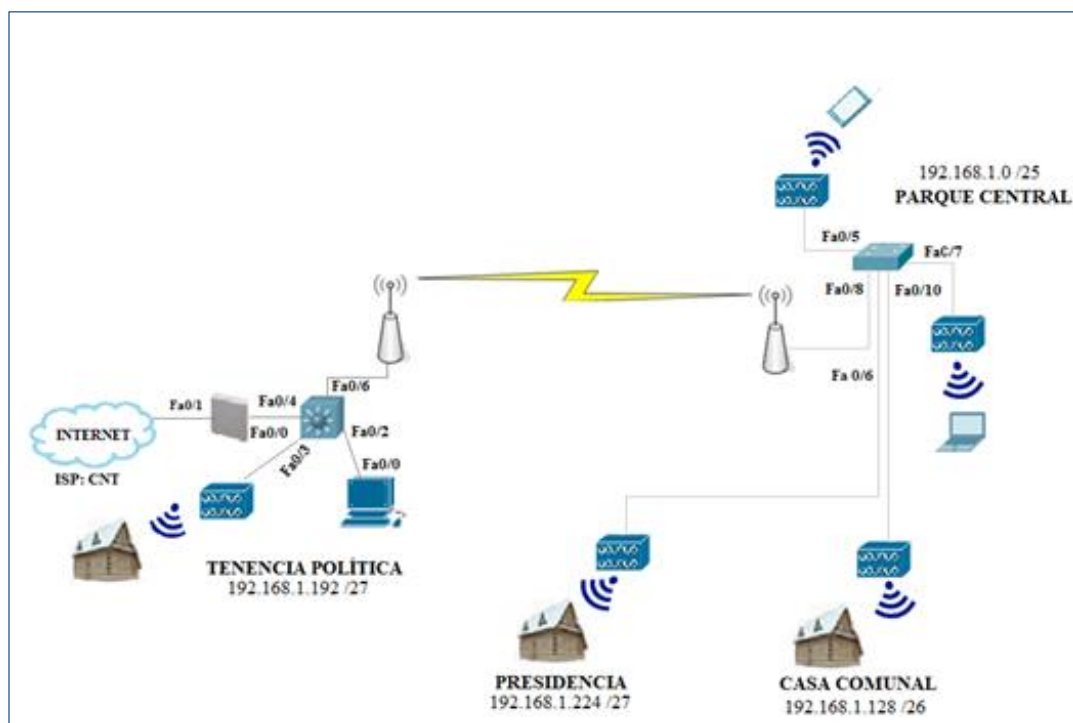 192.168.1.0 /25
PARQUE CENTRAL
Fa0/5
FaC/7
Fa0/8
Fa0/10
Fa 0/6
Fa0/6
Fa0/1
Fa0/4
INTERNET
Fa0/0
Fa0/2
Fa0/3
Fa0/0
ISP: CNT
TENENCIA POLÍTICA
192.168.1.192 /27
PRESIDENCIA
192.168.1.224 /27
CASA COMUNAL
192.168.1.128 /26